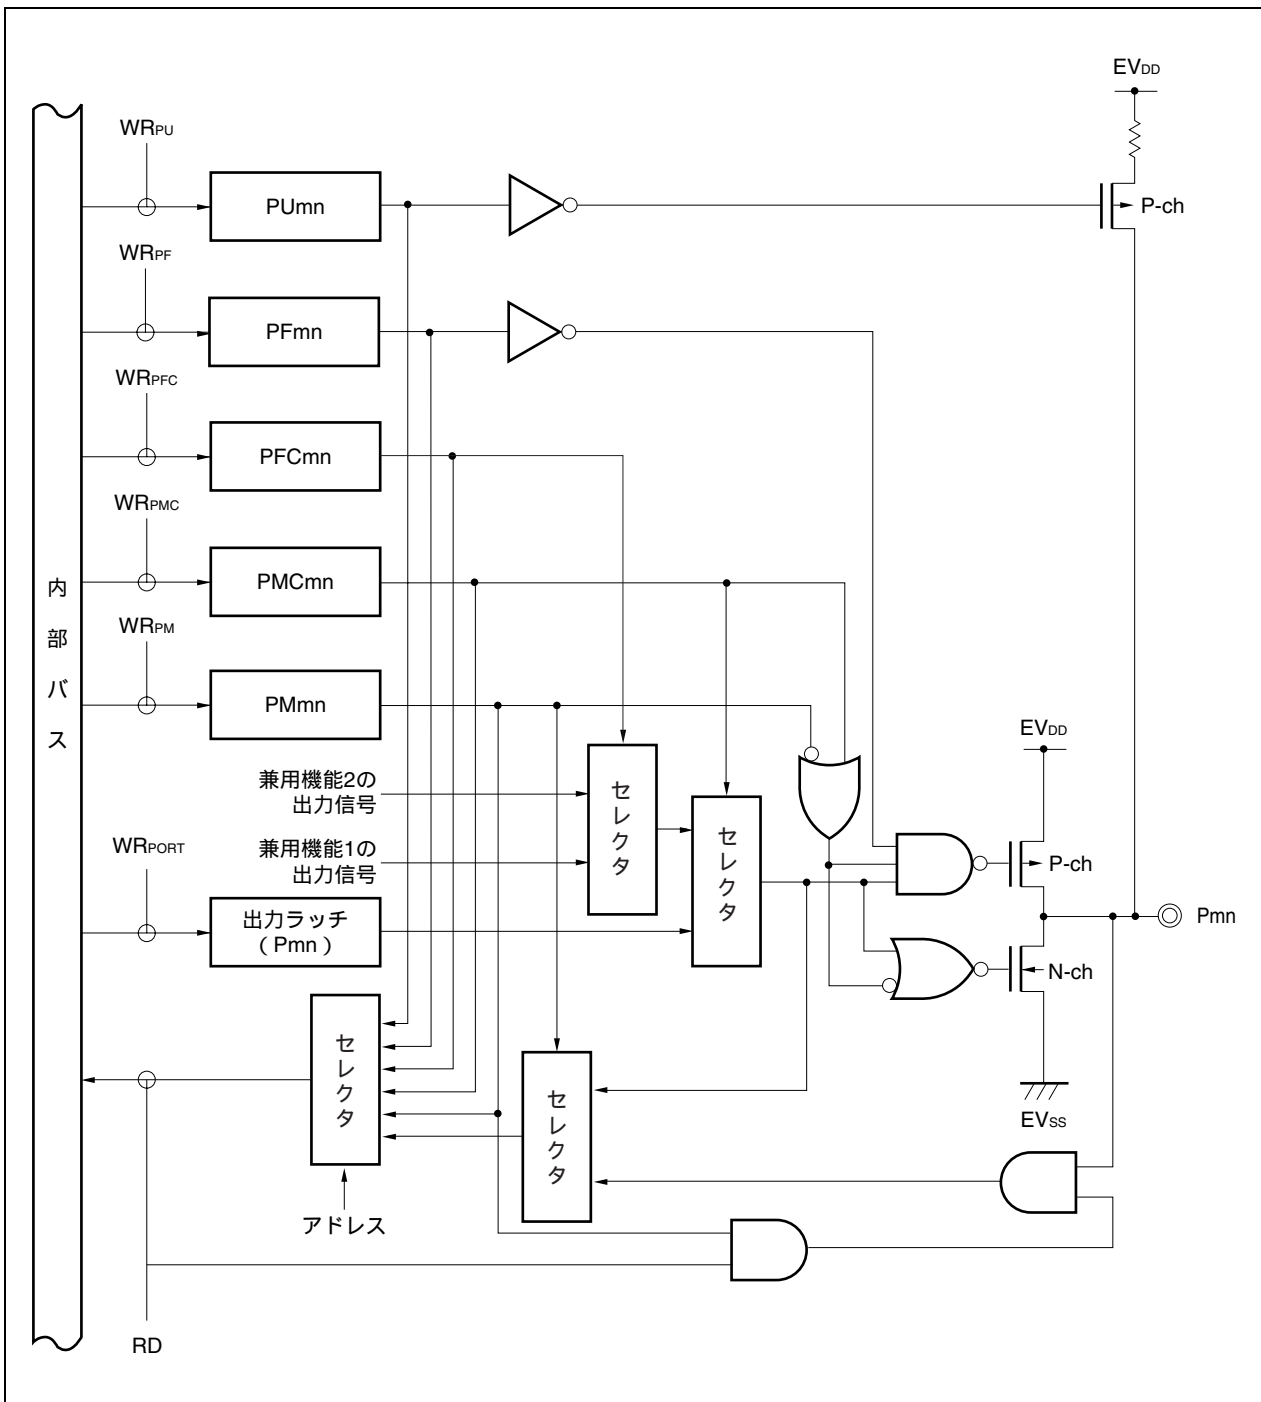 EVDD
WRPU
PUmn
P-ch
WRPF
PFmn
WRPFC
PFCmn
WRPMC
PMCmn
内部バス
WRPM
PMmn
EVDD
兼用機能2の
出力信号
セレクタ
セレクタ
WRPORT
兼用機能1の
出力信号
P-ch
出力ラッチ
(Pmn)
Pmn
N-ch
セレクタ
セレクタ
EVSS
アドレス
RD